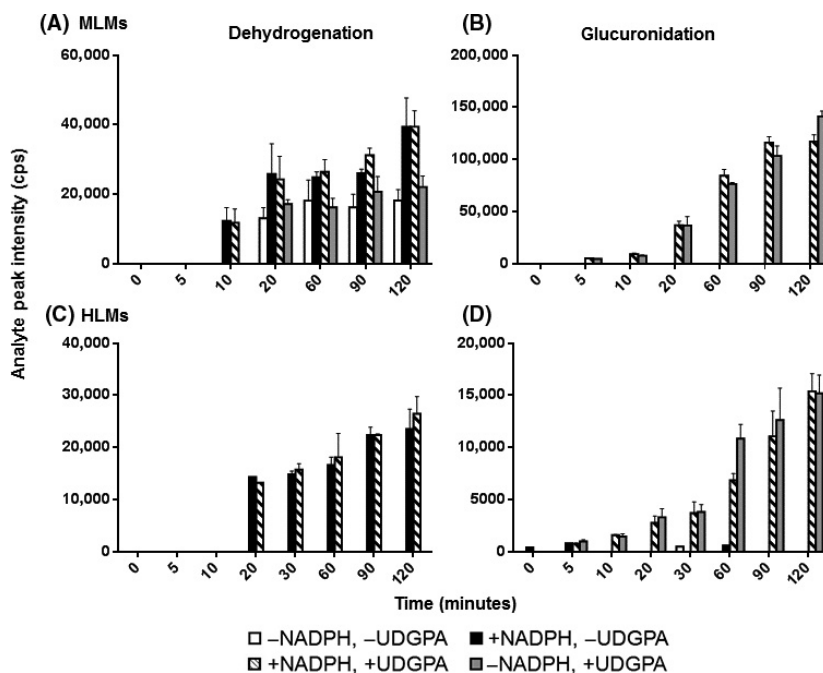 (A) MLMs
Dehydrogenation
60,000
40,000
20,000
0
0 5 10 20 60 90 120
(B)
Glucuronidation
200,000
150,000
100,000
50,000
0
0 5 10 20 60 90 120
Analyte peak intensity (cps)
(C) HLMs
40,000
30,000
20,000
10,000
0
0 5 10 20 30 60 90 120
(D)
20,000
15,000
10,000
5000
0
0 5 10 20 30 60 90 120
Time (minutes)
–NADPH, –UDGPA +NADPH, –UDGPA
+NADPH, +UDGPA –NADPH, +UDGPA